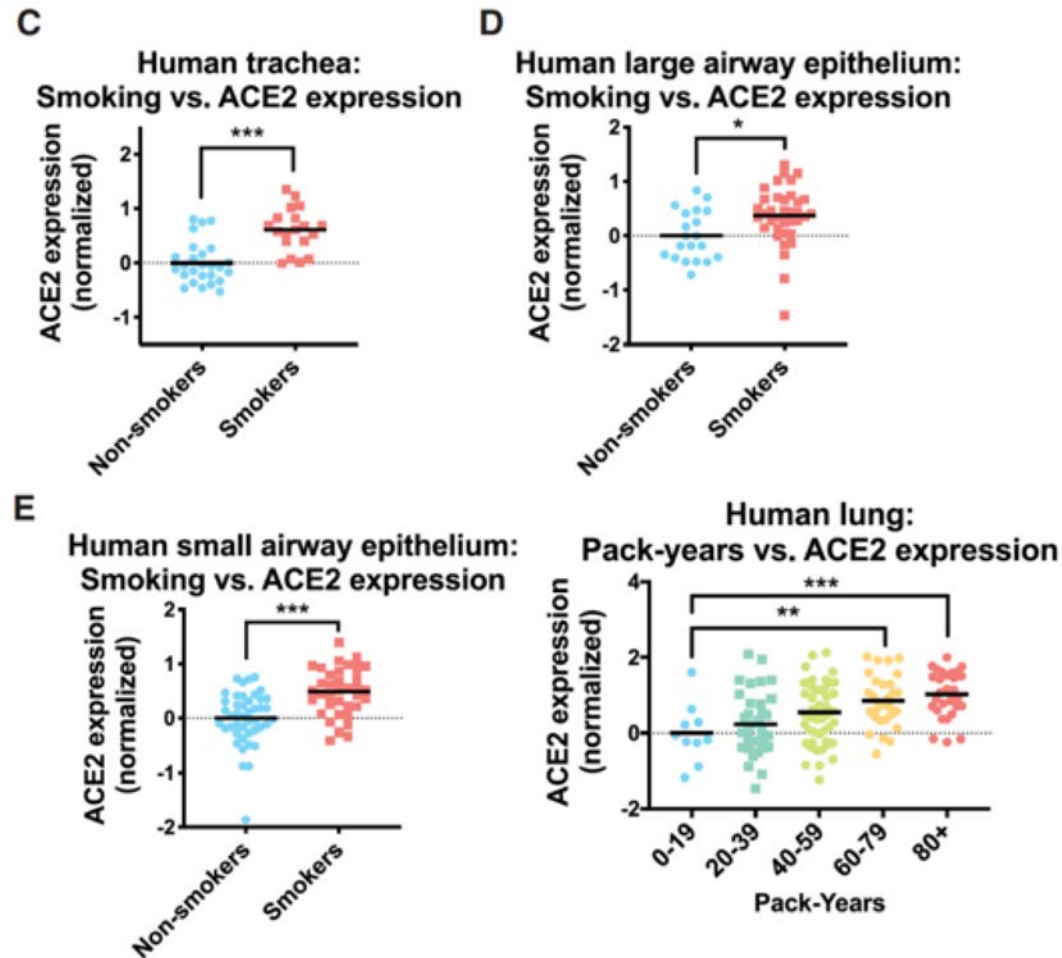 C
Human trachea:
Smoking vs. ACE2 expression
ACE2 expression
(normalized)
2
1
0
-1
***
Non-smokers
Smokers
D
Human large airway epithelium:
Smoking vs. ACE2 expression
ACE2 expression
(normalized)
2
1
0
-1
-2
*
Non-smokers
Smokers
E
Human small airway epithelium:
Smoking vs. ACE2 expression
ACE2 expression
(normalized)
2
1
0
-1
-2
***
Non-smokers
Smokers
Human lung:
Pack-years vs. ACE2 expression
ACE2 expression
(normalized)
4
2
0
-2
***
**
0-19
20-39
40-59
60-79
80+
Pack-Years